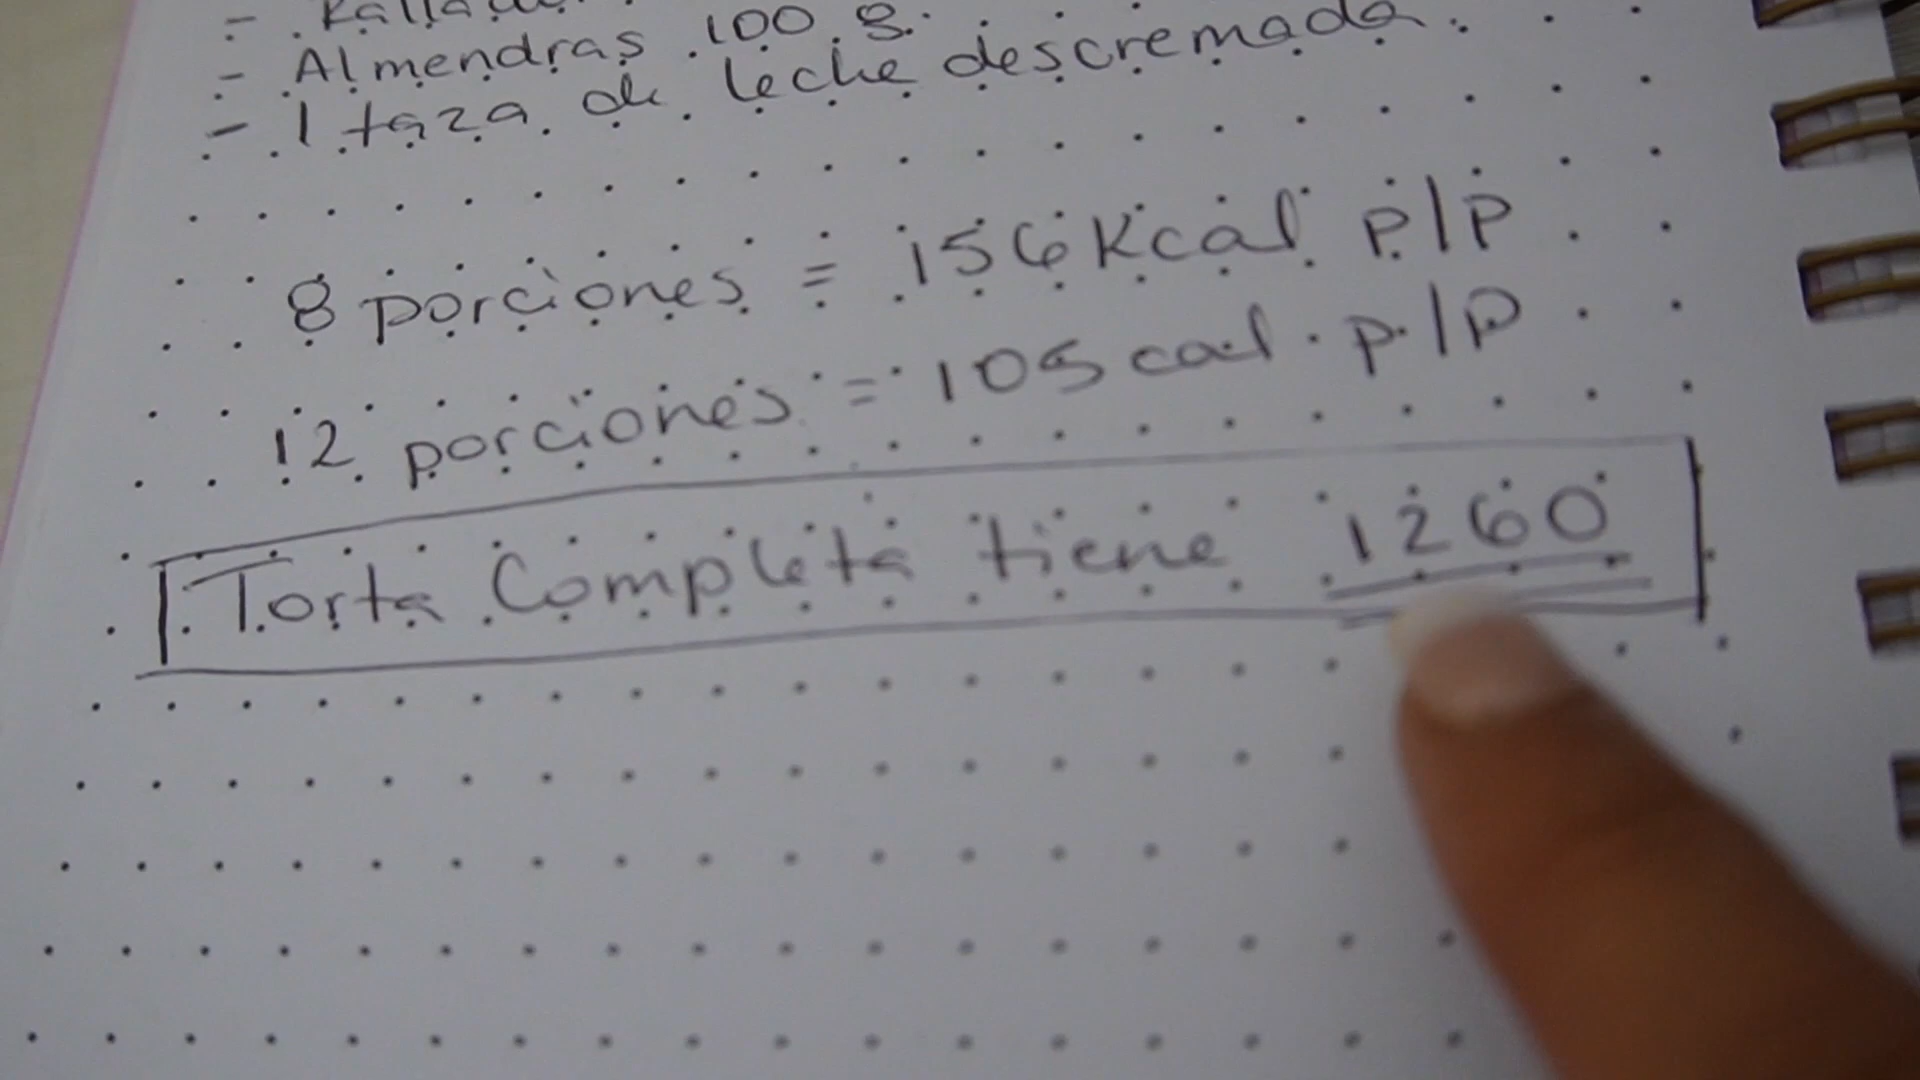 - Almendras 100 g.
- 1 taza de leche descremada.
8 porciones = 156 Kcal p/p
12 porciones = 105 cal. p/p
Torta Completa tiene 1260